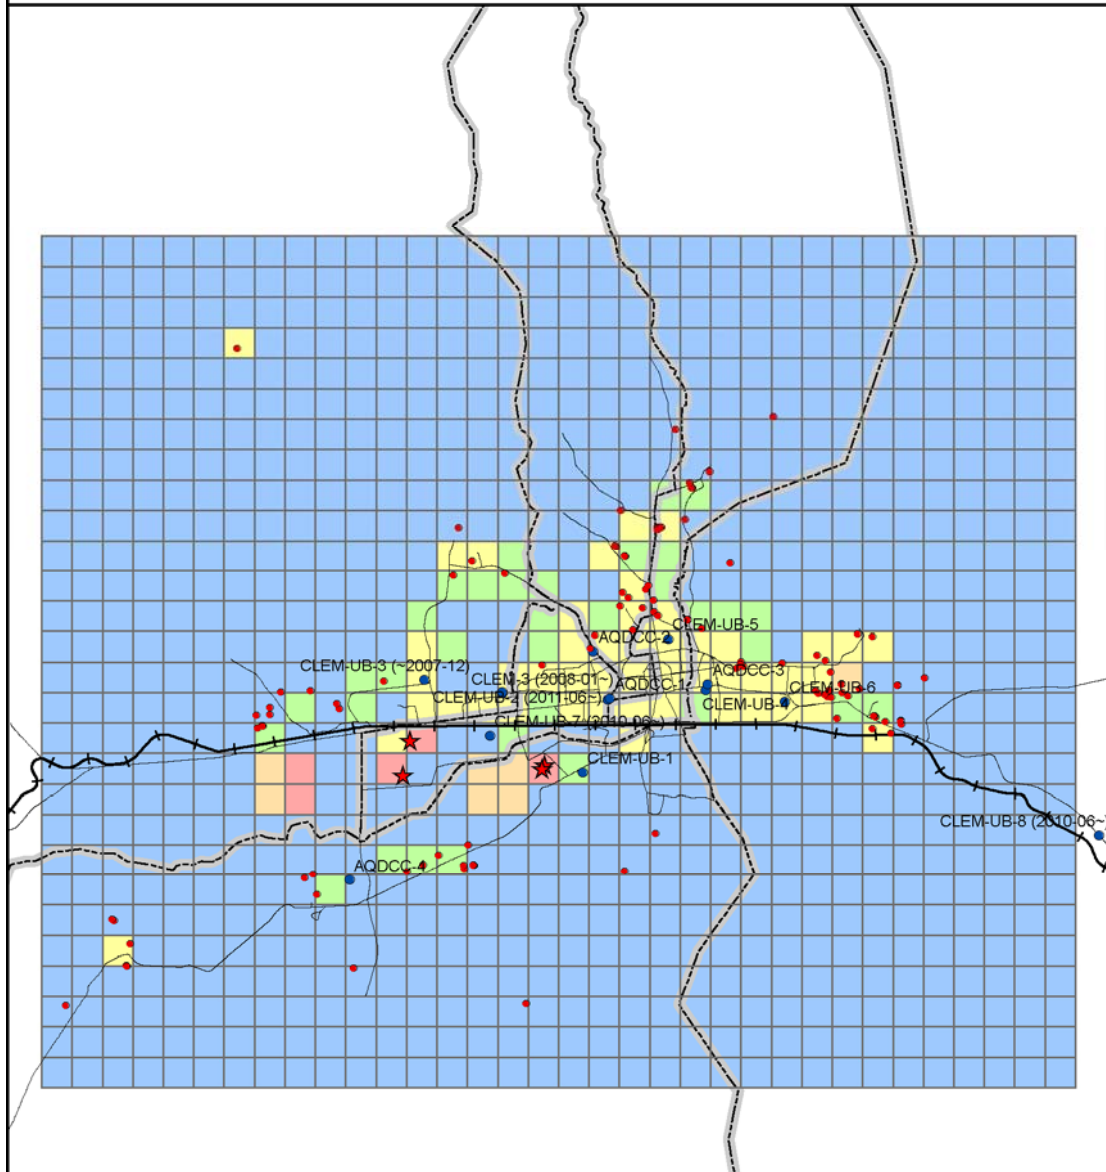 CLEM-UB-5
AQDCC-2
CLEM-UB-3 (~2007-12)
AQDCC-3
CLEM-3 (2008-01~)
AQDCC-1
CLEM-UB-6
CLEM-UB-2 (2011-06~)
CLEM-UB-4
CLEM-UB-7 (2010-06~)
CLEM-UB-1
CLEM-UB-8 (2010-06~
AQDCC-4